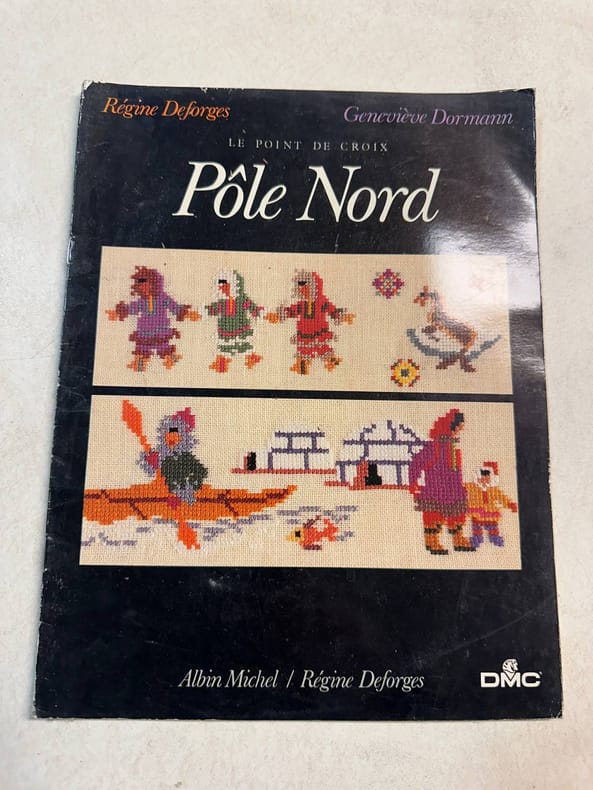 Régine Deforges
Geneviève Dormann
LE POINT DE CROIX
Pôle Nord
Albin Michel / Régine Deforges
DMC